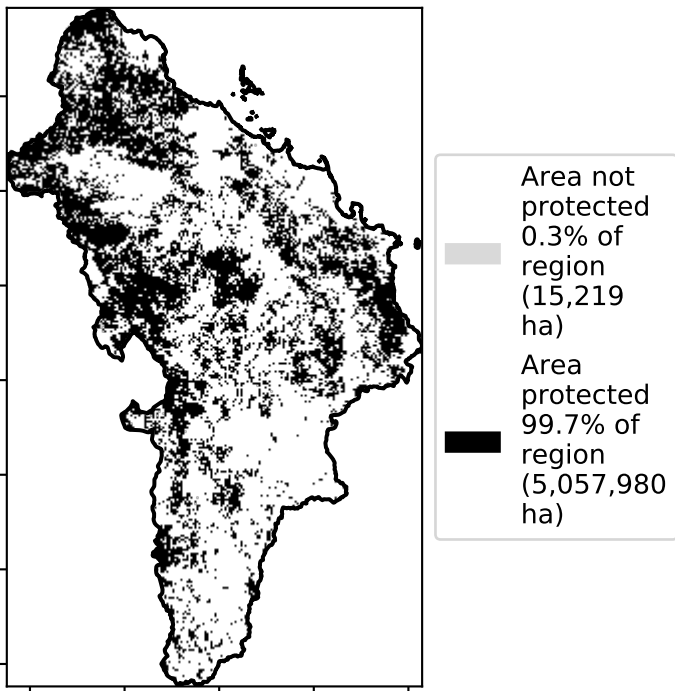 Area not
protected
0.3% of
region
(15,219
ha)
Area
protected
99.7% of
region
(5,057,980
ha)